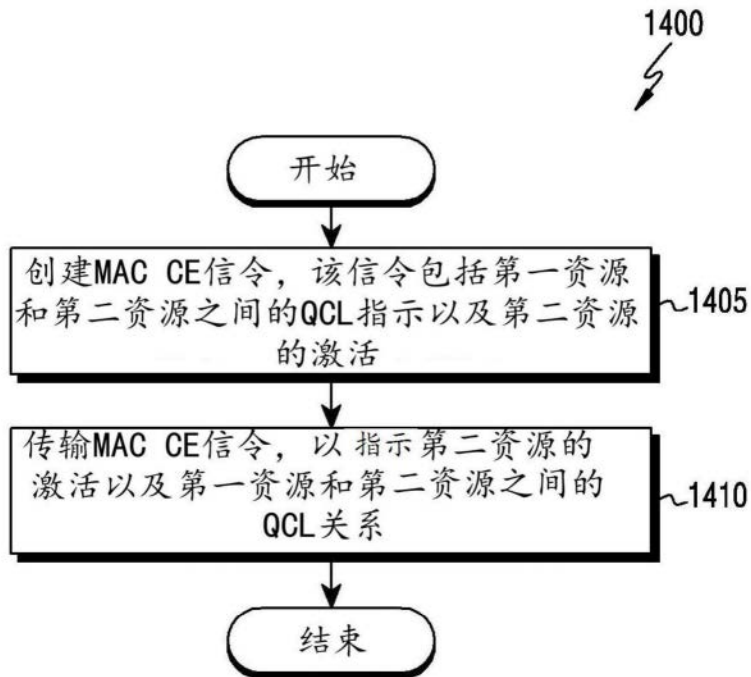 1400
开始
创建MAC CE信令，该信令包括第一资源
和第二资源之间的QCL指示以及第二资源
的激活
1405
传输MAC CE信令，以指示第二资源的
激活以及第一资源和第二资源之间的
QCL关系
1410
结束